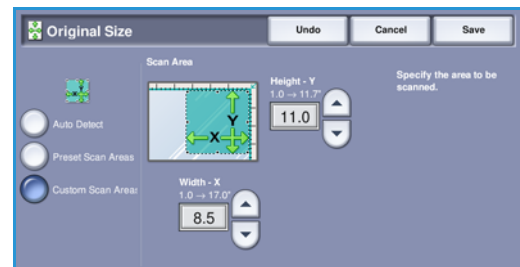 Original Size
Undo
Cancel
Save
Scan Area
Auto Detect
Preset Scan Areas
Custom Scan Areas
Y
X
Height - Y
1.0 → 11.7"
11.0
Specify the area to be
scanned.
Width - X
1.0 → 17.0"
8.5